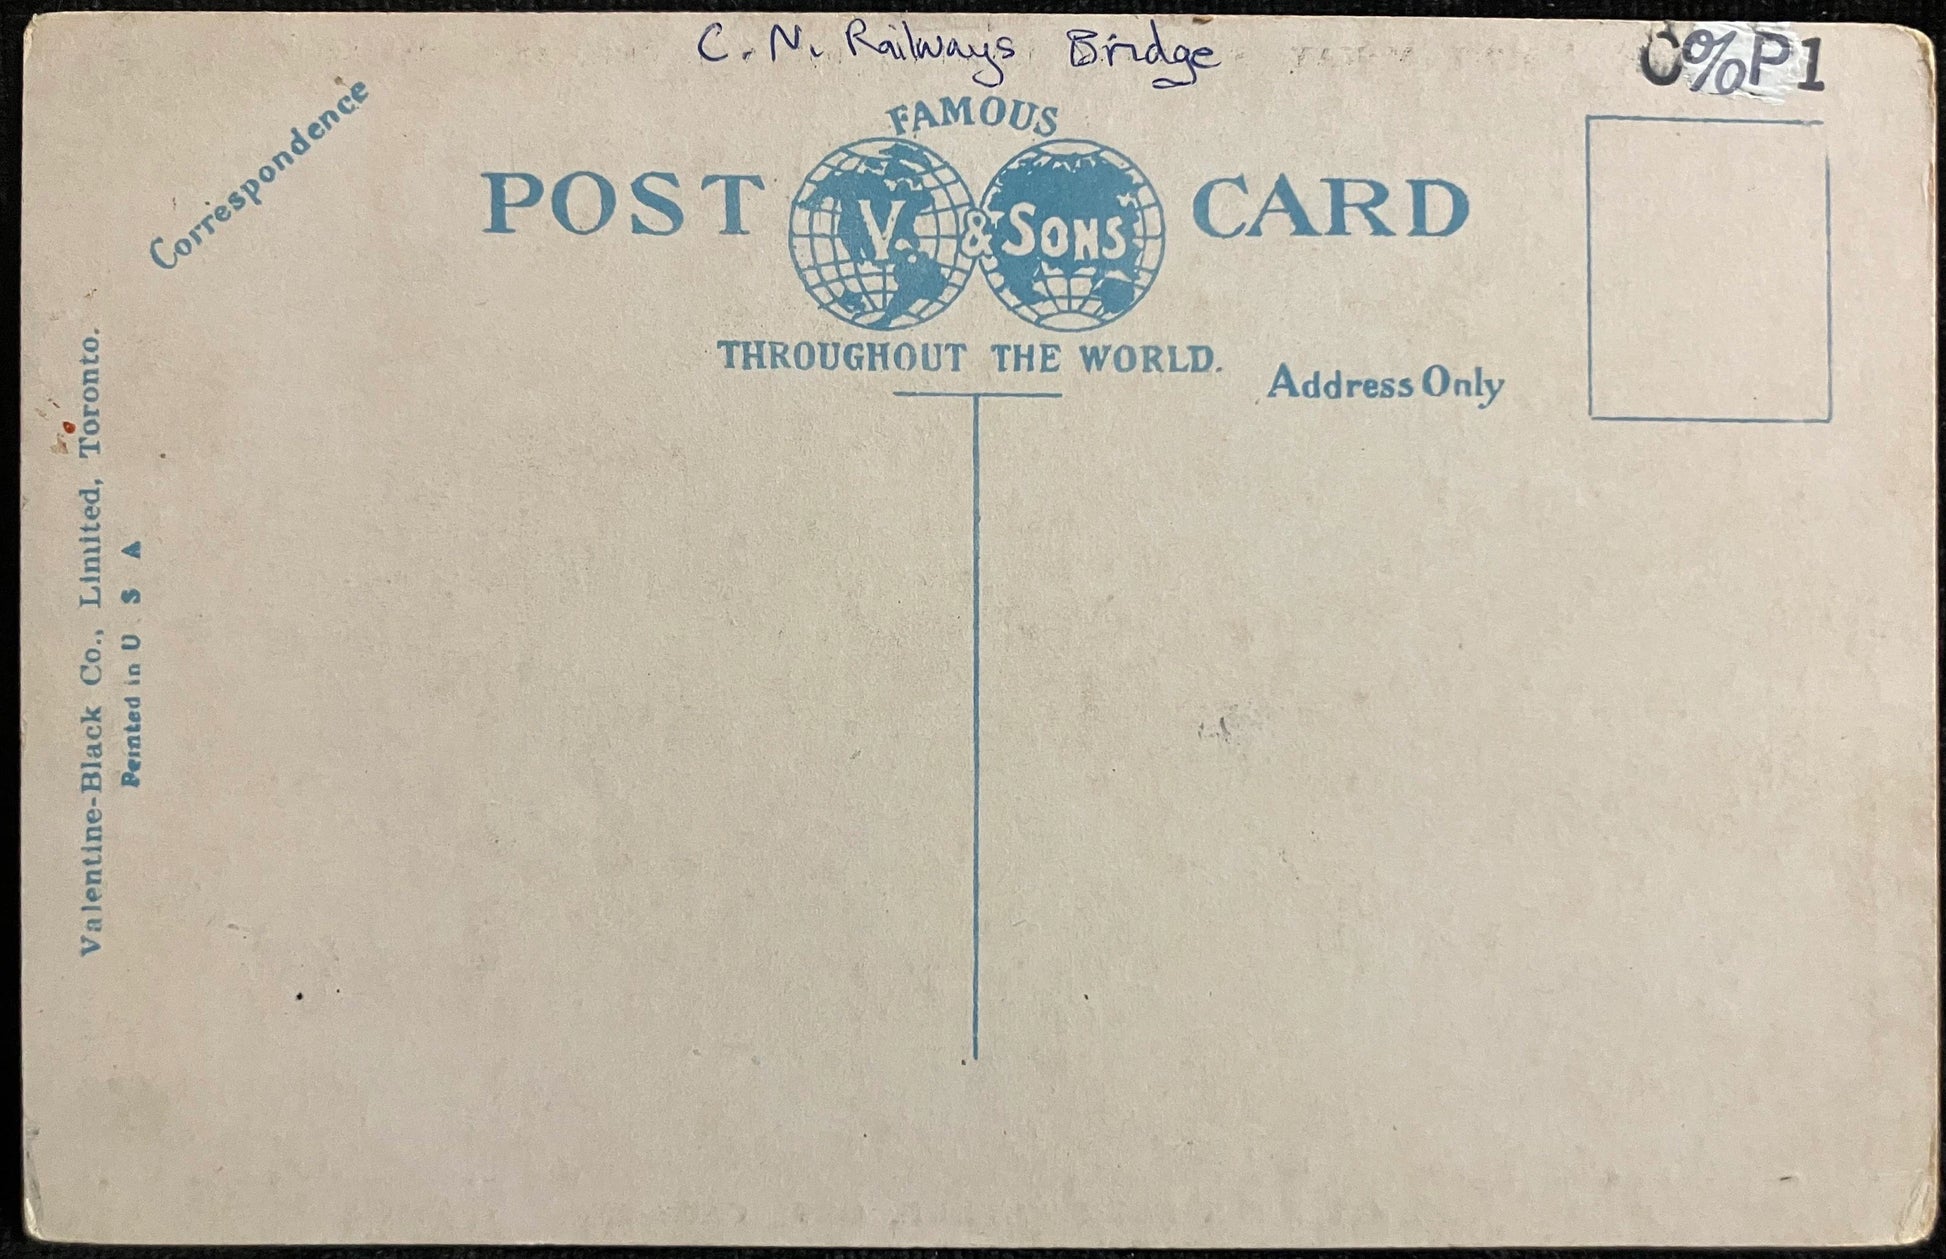 C. N. Railways Bridge
C%P1
Correspondence
FAMOUS
POST V. & SONS CARD
THROUGHOUT THE WORLD.
Address Only
Valentine-Black Co., Limited, Toronto.
Printed in U S A